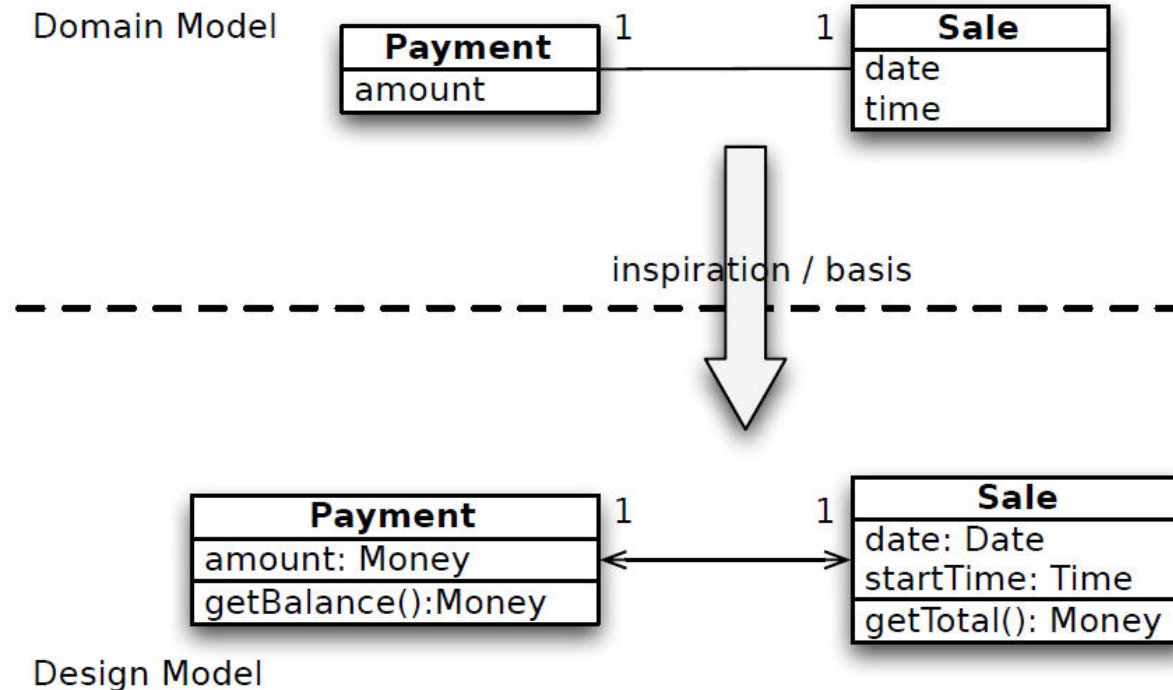 Domain Model
Payment
amount
1
1
Sale
date
time
inspiration / basis
Payment
amount: Money
getBalance():Money
1
1
Sale
date: Date
startTime: Time
getTotal(): Money
Design Model